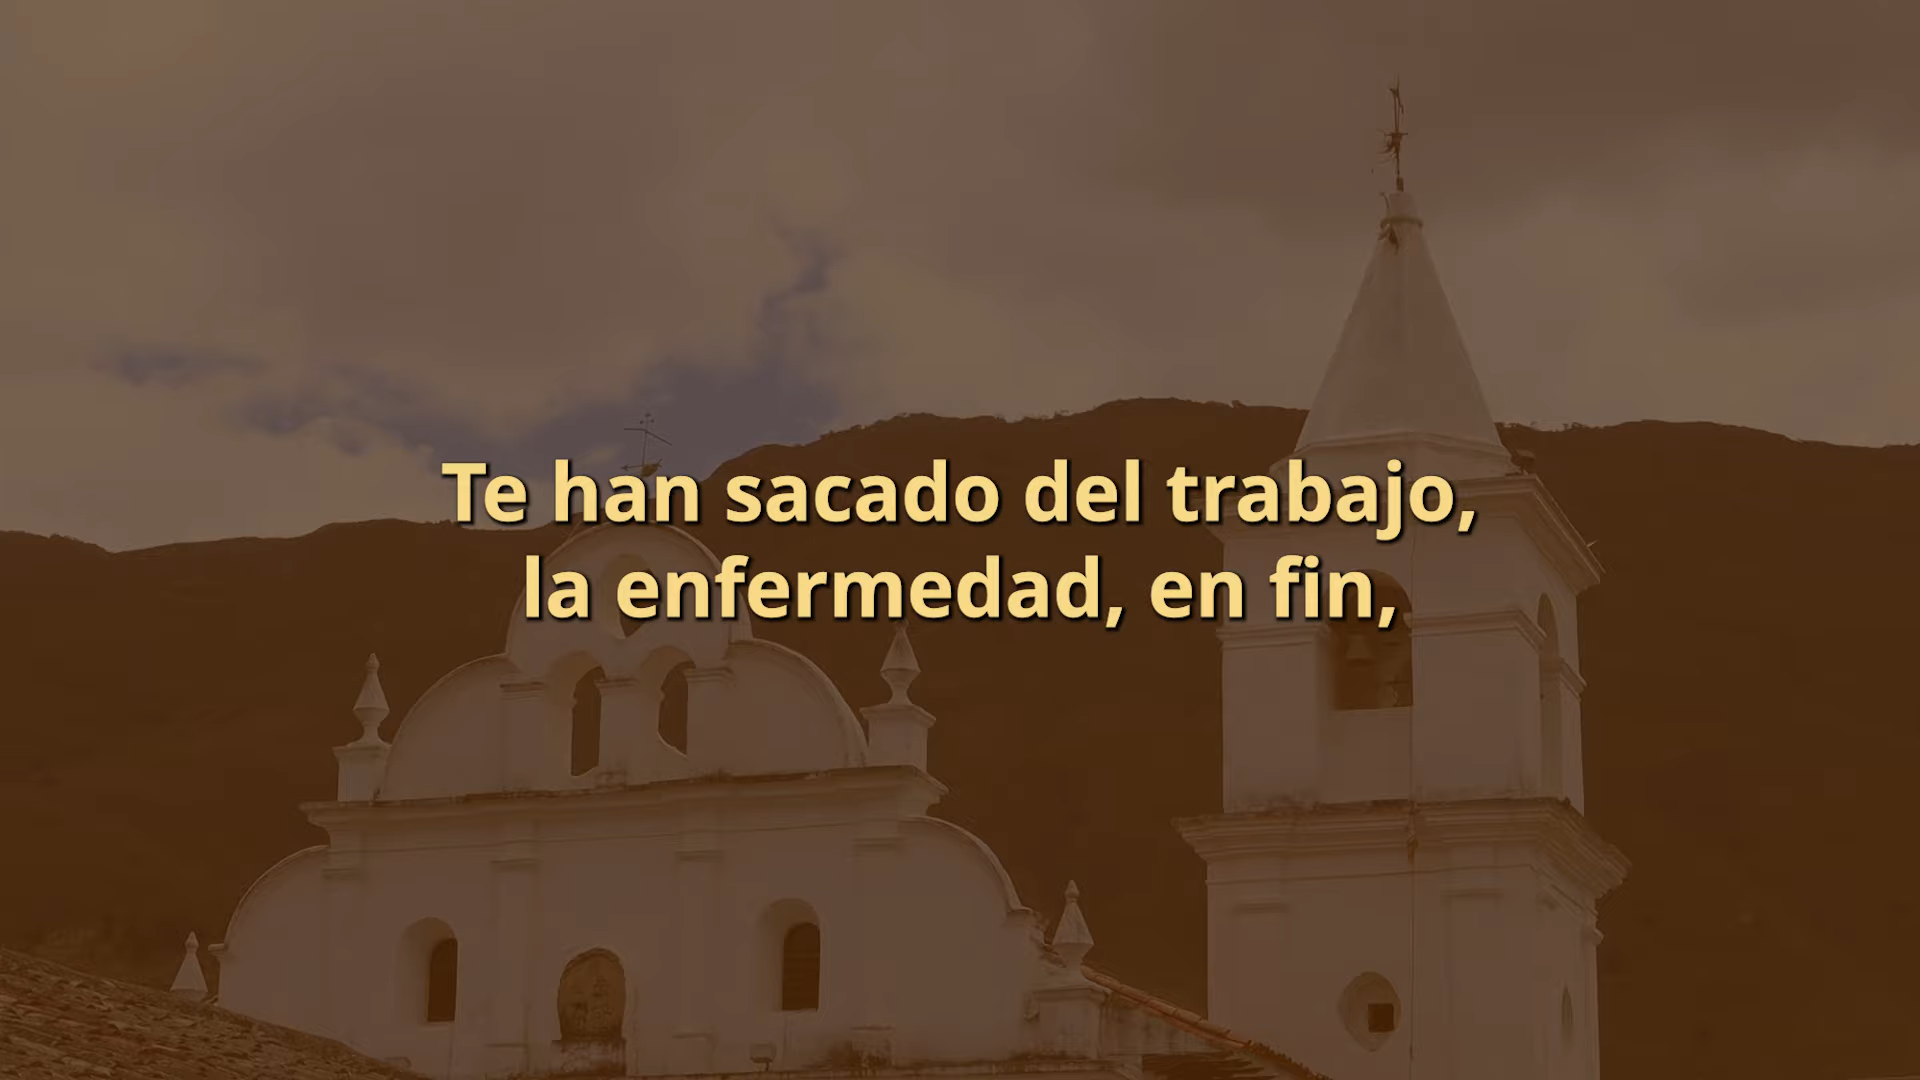 Te han sacado del trabajo,
la enfermedad, en fin,